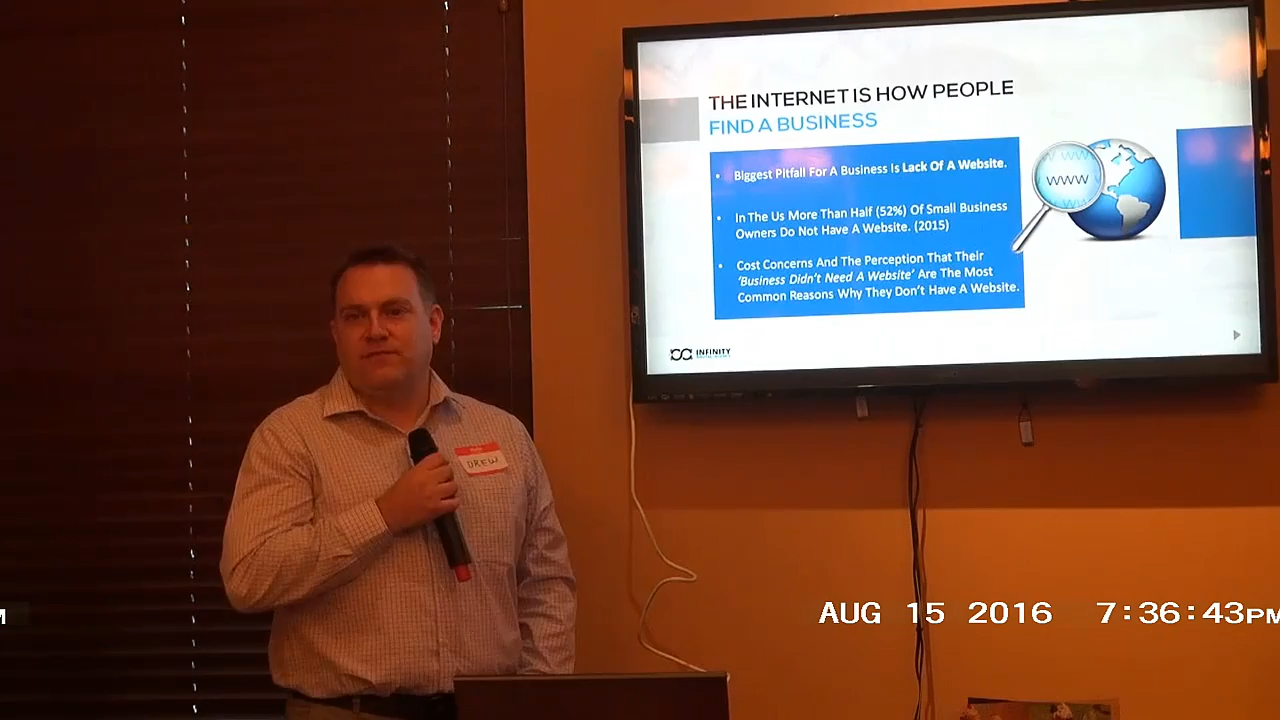 THE INTERNET IS HOW PEOPLE
FIND A BUSINESS
• Biggest Pitfall For A Business Is Lack Of A Website.
• In The Us More Than Half (52%) Of Small Business
Owners Do Not Have A Website. (2015)
• Cost Concerns And The Perception That Their
'Business Didn't Need A Website' Are The Most
Common Reasons Why They Don't Have A Website.
WWW
INFINITY
DREW
AUG 15 2016 7:36:43PM